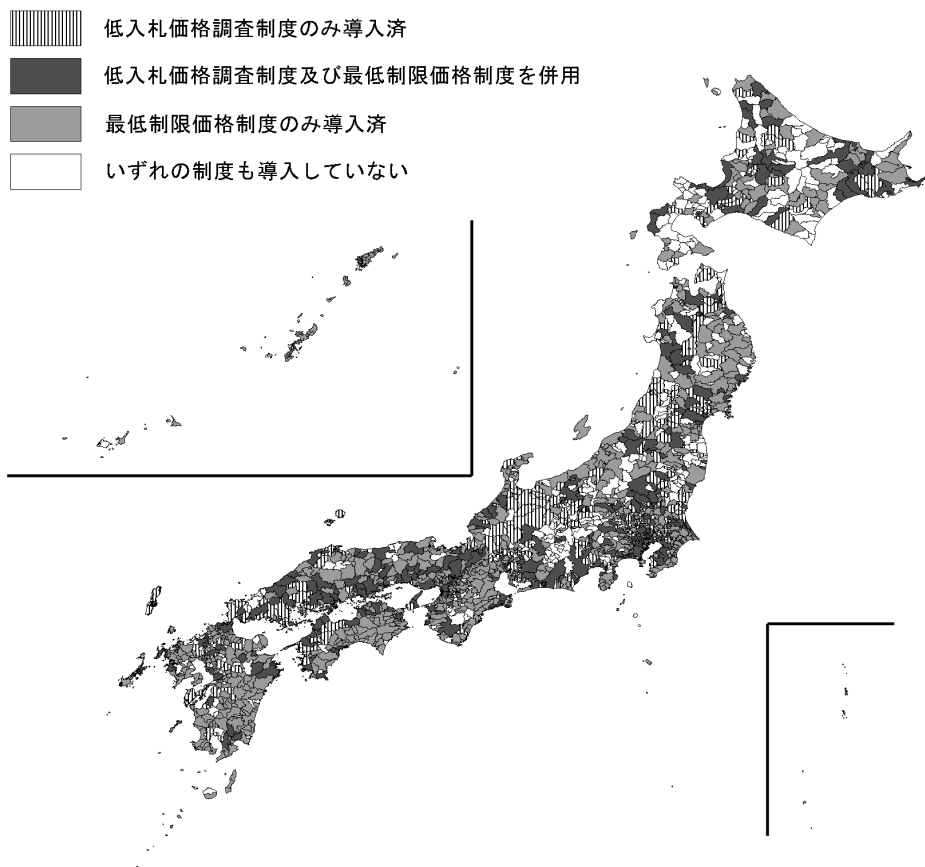 低入札価格調査制度のみ導入済
低入札価格調査制度及び最低制限価格制度を併用
最低制限価格制度のみ導入済
いずれの制度も導入していない